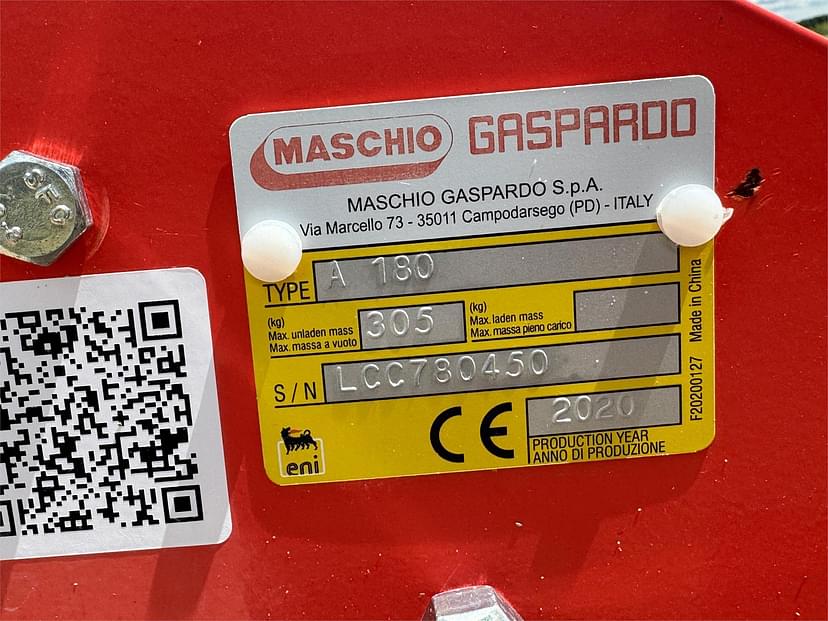 MASCHIO GASPARDO
MASCHIO GASPARDO S.p.A.
Via Marcello 73 - 35011 Campodarsego (PD) - ITALY
TYPE A 180
(kg)
Max. unladen mass
Max. massa a vuoto
305
(kg)
Max. laden mass
Max. massa pieno carico
S/N LCC780450
CE
2020
PRODUCTION YEAR
ANNO DI PRODUZIONE
eni
F20200127 Made in China